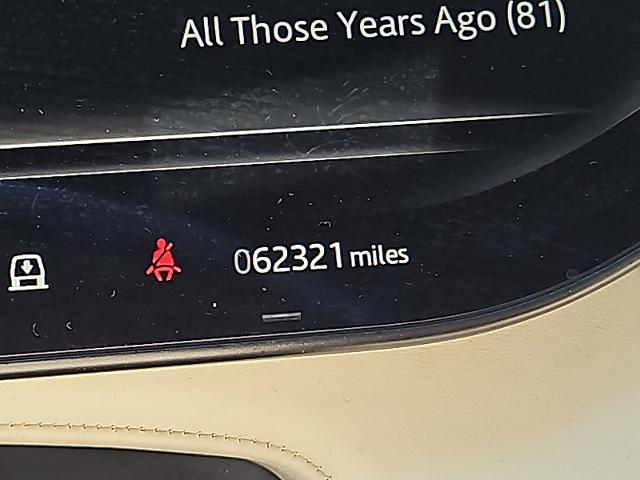 All Those Years Ago (81)
062321 miles